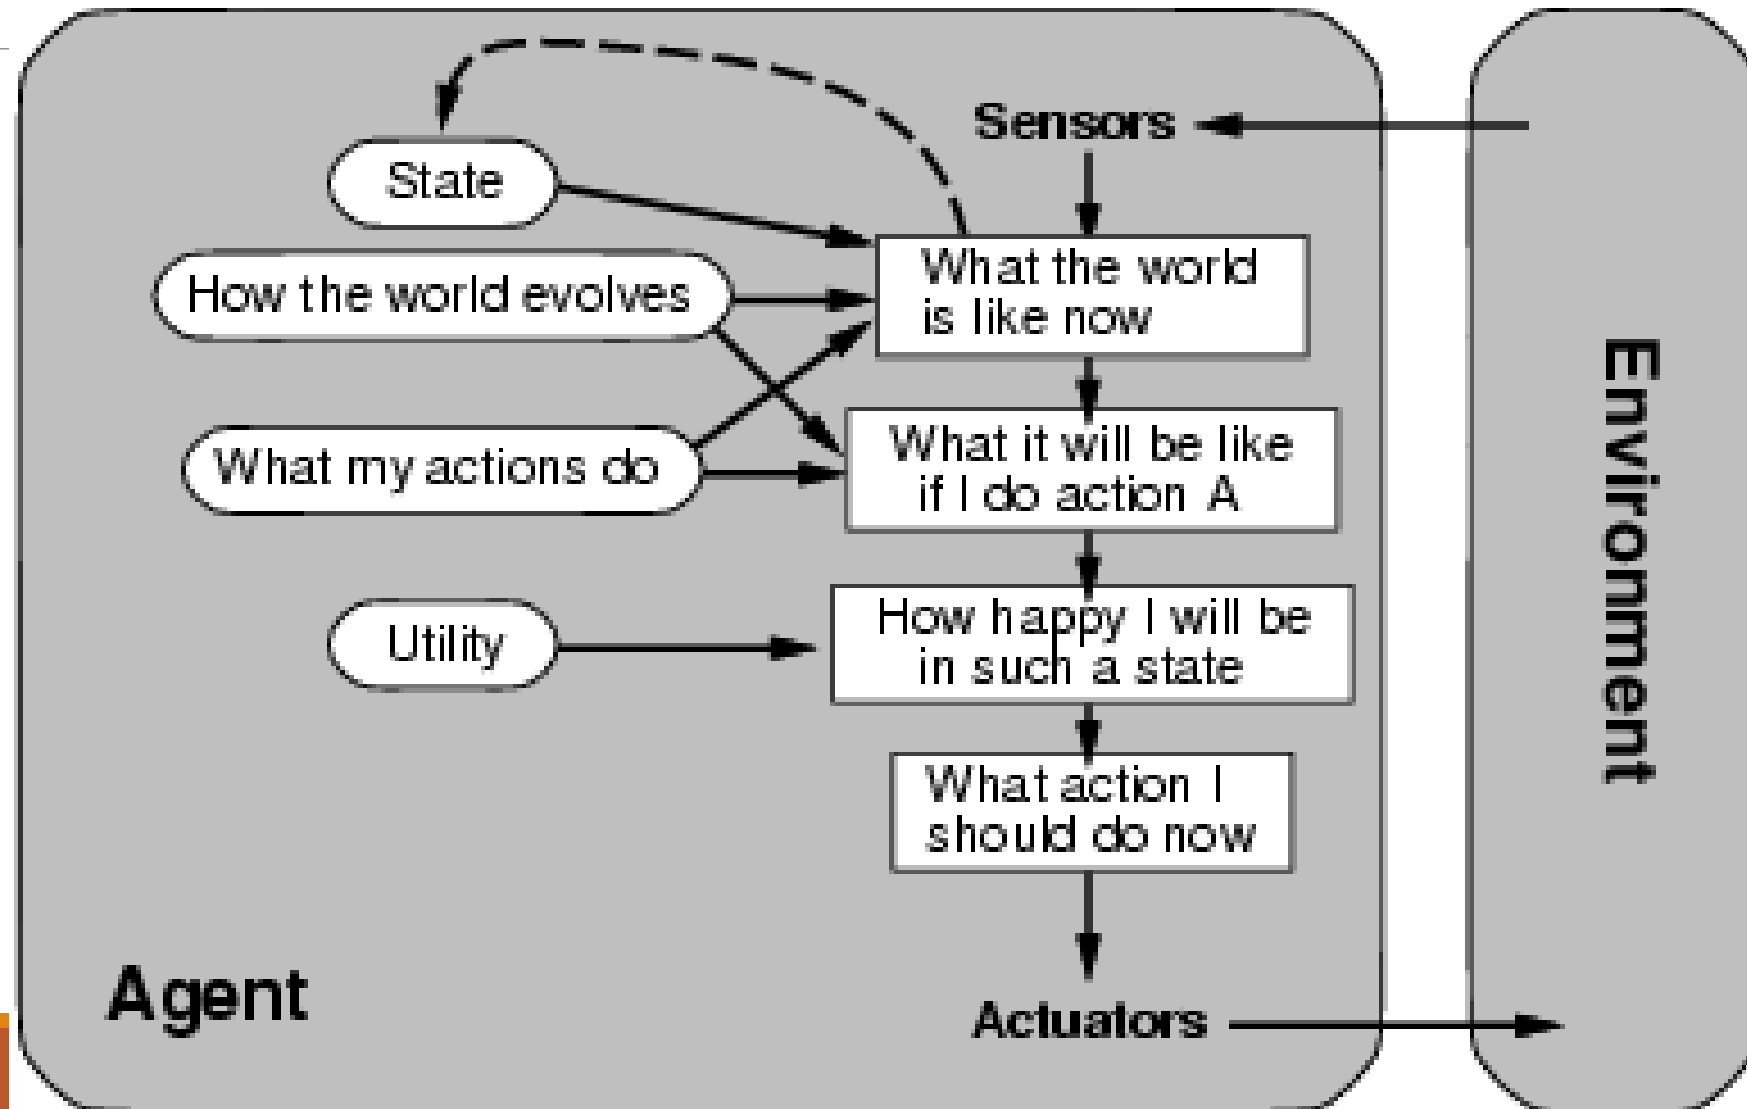 Sensors
State
What the world
is like now
How the world evolves
What my actions do
What it will be like
if I do action A
Utility
How happy I will be
in such a state
What action I
should do now
Agent
Actuators
Environment